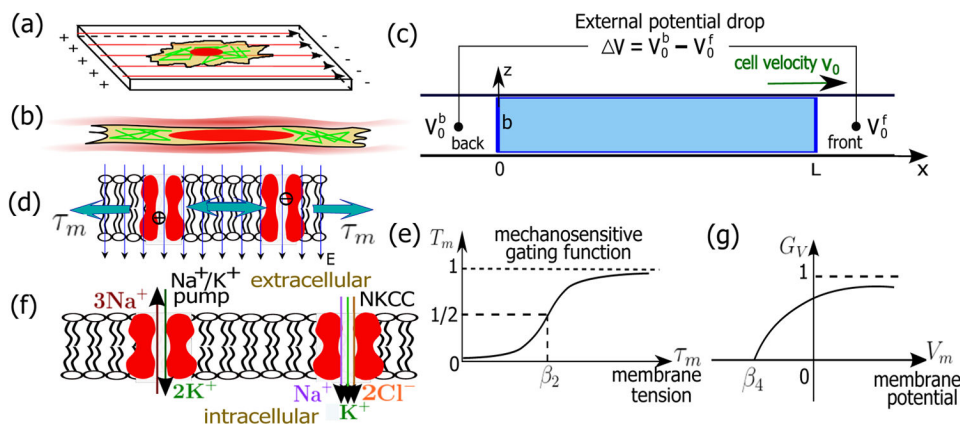 (a)
+ + + + +
- - - - -
(b)
(c)
External potential drop
ΔV = V₀ᵇ − V₀ᶠ
cell velocity v₀
z
b
V₀ᵇ
back
V₀ᶠ
front
0
L
x
(d)
τₘ
τₘ
E
(e)
Tₘ
mechanosensitive
gating function
1
1/2
0
β₂
τₘ
membrane
tension
(f)
3Na⁺
Na⁺/K⁺
pump
extracellular
NKCC
2K⁺
Na⁺
K⁺
2Cl⁻
intracellular
(g)
G_V
1
β₄
0
Vₘ
membrane
potential